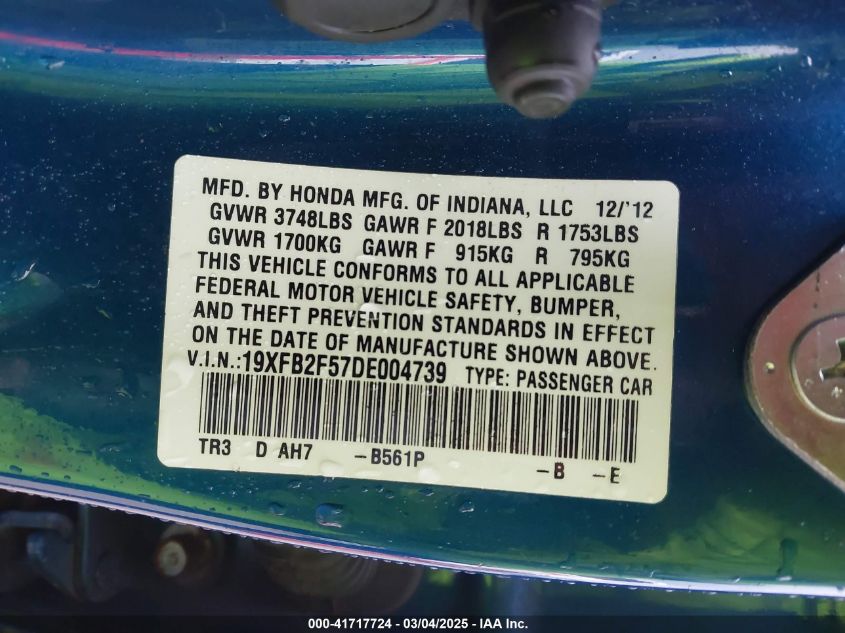 MFD. BY HONDA MFG. OF INDIANA, LLC 12/'12
GVWR 3748LBS GAWR F 2018LBS R 1753LBS
GVWR 1700KG GAWR F 915KG R 795KG
THIS VEHICLE CONFORMS TO ALL APPLICABLE
FEDERAL MOTOR VEHICLE SAFETY, BUMPER,
AND THEFT PREVENTION STANDARDS IN EFFECT
ON THE DATE OF MANUFACTURE SHOWN ABOVE.
V.I.N.:19XFB2F57DE004739 TYPE: PASSENGER CAR
TR3 D AH7 -B561P -B -E
000-41717724 - 03/04/2025 - IAA Inc.